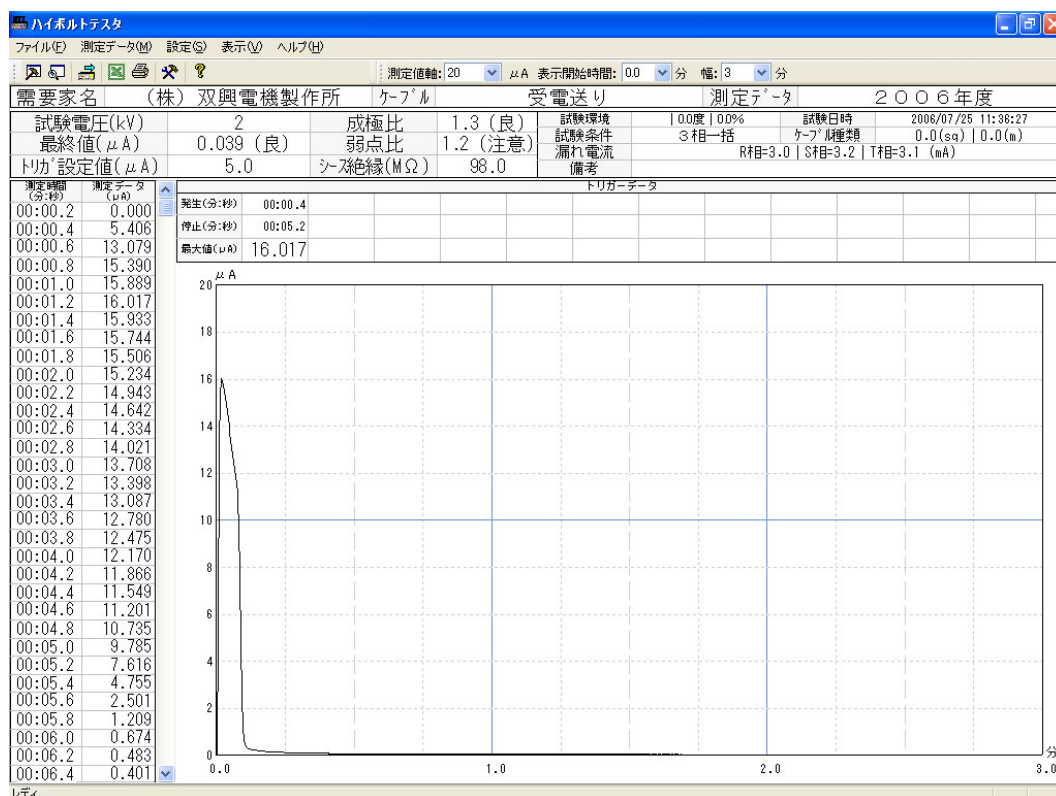 ハイボルトテスタ
ファイル(F) 測定データ(M) 設定(S) 表示(V) ヘルプ(H)
測定値軸: 20 μA 表示開始時間: 0.0 分 幅: 3 分
需要家名 (株) 双興電機製作所 ケーブル 受電送り 測定データ 2006年度
試験電圧(kV) 2 成極比 1.3 (良) 試験環境 | 0.0度 | 0.0% 試験日時 2006/07/25 11:36:27
最終値(μA) 0.039 (良) 弱点比 1.2 (注意) 試験条件 3相一括 ケーブル種類 0.0(sq) | 0.0(m)
トリガ設定値(μA) 5.0 シース絶縁(MΩ) 98.0 漏れ電流 R相=3.0 | S相=3.2 | T相=3.1 (mA)
備考
測定時間(分:秒) 測定データ(μA)
00:00.2 0.000
00:00.4 5.406
00:00.6 13.079
00:00.8 15.390
00:01.0 15.889
00:01.2 16.017
00:01.4 15.933
00:01.6 15.744
00:01.8 15.506
00:02.0 15.234
00:02.2 14.943
00:02.4 14.642
00:02.6 14.334
00:02.8 14.021
00:03.0 13.708
00:03.2 13.398
00:03.4 13.087
00:03.6 12.780
00:03.8 12.475
00:04.0 12.170
00:04.2 11.866
00:04.4 11.549
00:04.6 11.201
00:04.8 10.735
00:05.0 9.785
00:05.2 7.616
00:05.4 4.755
00:05.6 2.501
00:05.8 1.209
00:06.0 0.674
00:06.2 0.483
00:06.4 0.401
トリガーデータ
発生(分:秒) 00:00.4
停止(分:秒) 00:05.2
最大値(μA) 16.017
μA
20
18
16
14
12
10
8
6
4
2
0
0.0 1.0 2.0 3.0
分
レディ